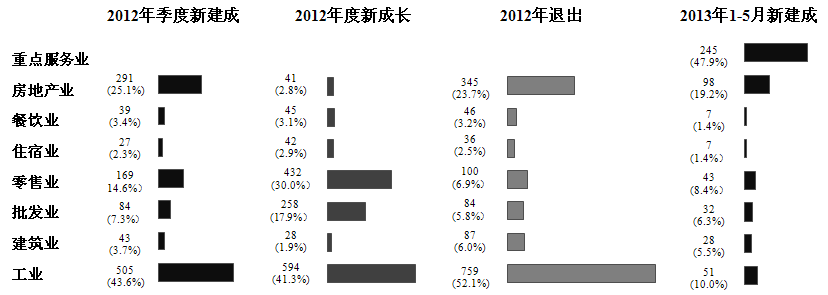 2012年季度新建成 2012年度新成长 2012年退出 2013年1-5月新建成
重点服务业 245
(47.9%)
房地产业 291 41 345 98
(25.1%) (2.8%) (23.7%) (19.2%)
餐饮业 39 45 46 7
(3.4%) (3.1%) (3.2%) (1.4%)
住宿业 27 42 36 7
(2.3%) (2.9%) (2.5%) (1.4%)
零售业 169 432 100 43
14.6%) (30.0%) (6.9%) (8.4%)
批发业 84 258 84 32
(7.3%) (17.9%) (5.8%) (6.3%)
建筑业 43 28 87 28
(3.7%) (1.9%) (6.0%) (5.5%)
工业 505 594 759 51
(43.6%) (41.3%) (52.1%) (10.0%)